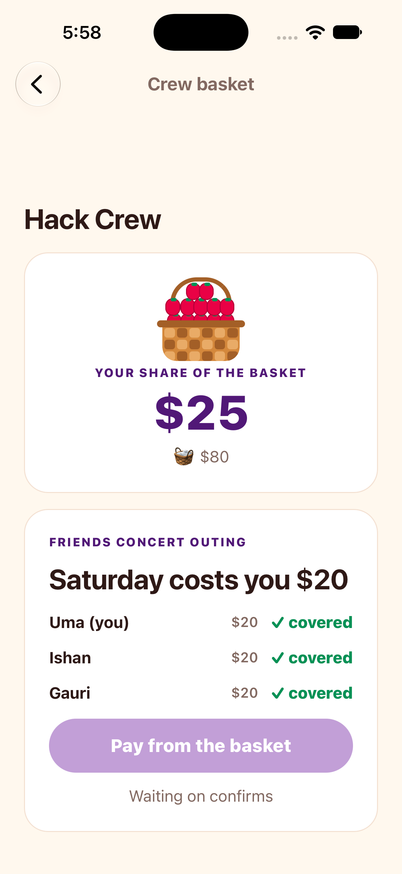 5:58
Crew basket
Hack Crew
YOUR SHARE OF THE BASKET
$25
$80
FRIENDS CONCERT OUTING
Saturday costs you $20
Uma (you) $20 ✓ covered
Ishan $20 ✓ covered
Gauri $20 ✓ covered
Pay from the basket
Waiting on confirms